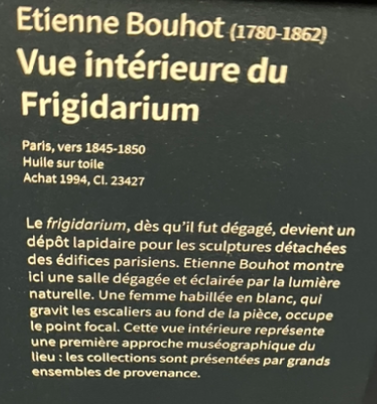 Etienne Bouhot (1780-1862)
Vue intérieure du
Frigidarium
Paris, vers 1845-1850
Huile sur toile
Achat 1994, Cl. 23427
Le frigidarium, dès qu'il fut dégagé, devient un
dépôt lapidaire pour les sculptures détachées
des édifices parisiens. Etienne Bouhot montre
ici une salle dégagée et éclairée par la lumière
naturelle. Une femme habillée en blanc, qui
gravit les escaliers au fond de la pièce, occupe
le point focal. Cette vue intérieure représente
une première approche muséographique du
lieu : les collections sont présentées par grands
ensembles de provenance.